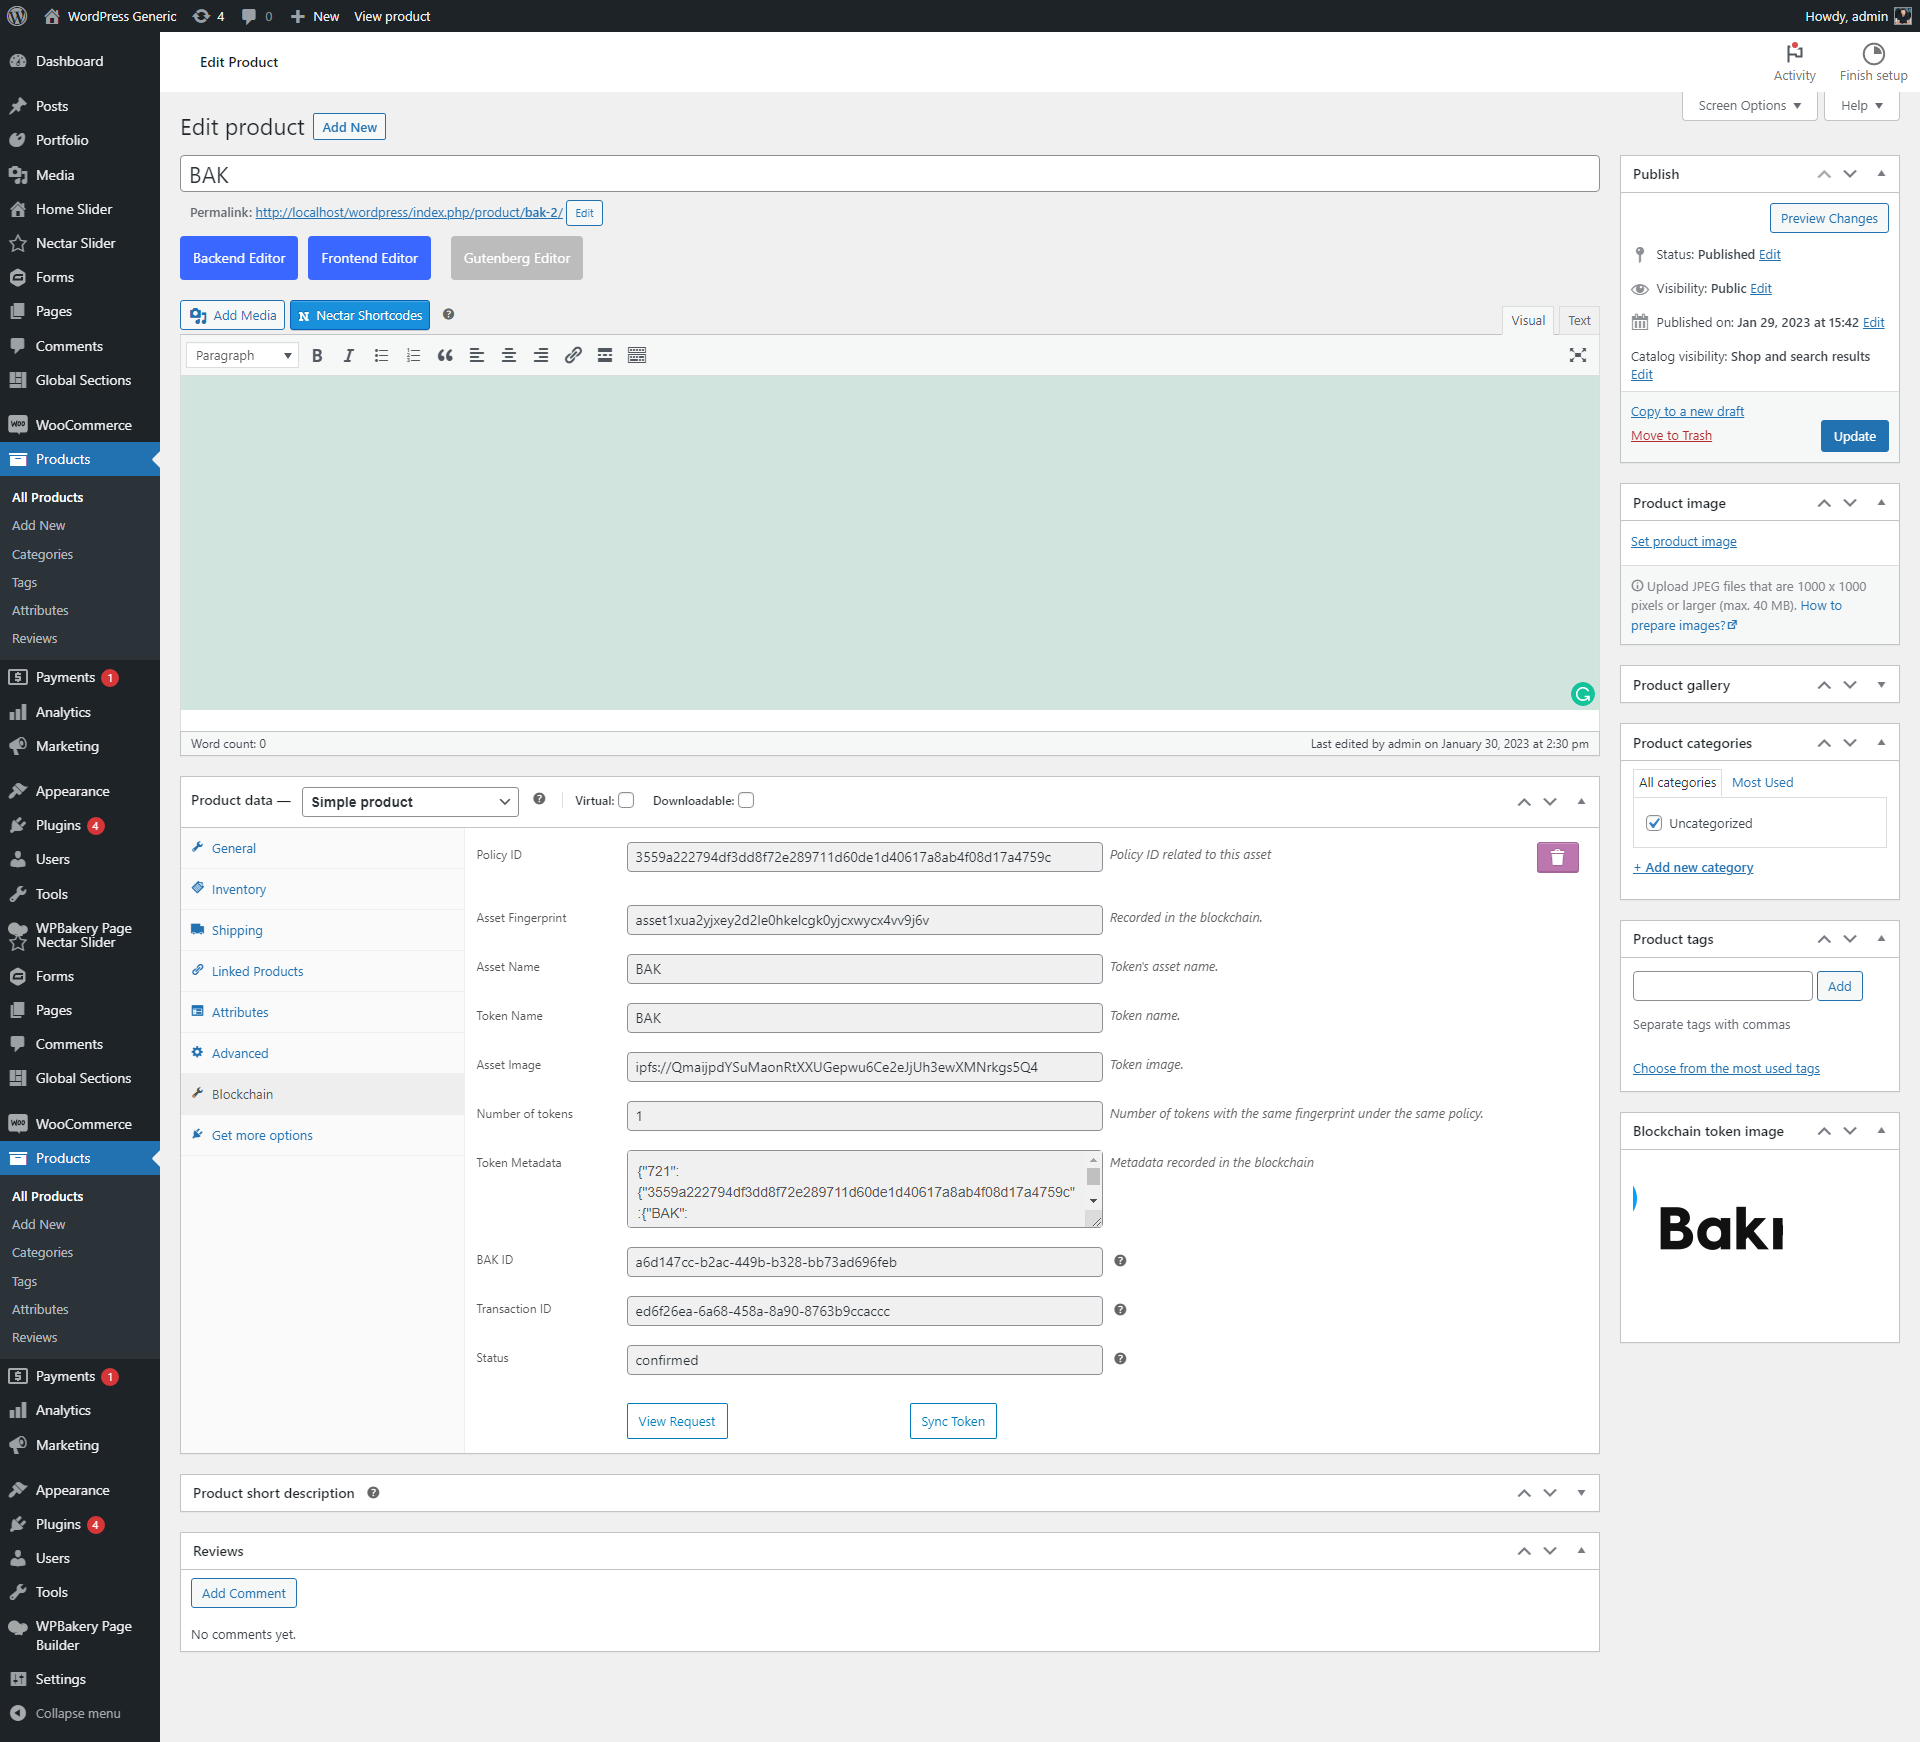 WordPress Generic 4 0 New View product Howdy, admin
Dashboard
Posts
Portfolio
Media
Home Slider
Nectar Slider
Forms
Pages
Comments
Global Sections
WooCommerce
Products
All Products
Add New
Categories
Tags
Attributes
Reviews
Payments 1
Analytics
Marketing
Appearance
Plugins 4
Users
Tools
WPBakery Page
Nectar Slider
Forms
Pages
Comments
Global Sections
WooCommerce
Products
All Products
Add New
Categories
Tags
Attributes
Reviews
Payments 1
Analytics
Marketing
Appearance
Plugins 4
Users
Tools
WPBakery Page
Builder
Settings
Collapse menu
Edit Product
Activity
Finish setup
Screen Options
Help
Edit product Add New
BAK
Permalink: http://localhost/wordpress/index.php/product/bak-2/ Edit
Backend Editor Frontend Editor Gutenberg Editor
Add Media Nectar Shortcodes
Visual Text
Paragraph
Word count: 0 Last edited by admin on January 30, 2023 at 2:30 pm
Product data — Simple product Virtual: Downloadable:
General
Inventory
Shipping
Linked Products
Attributes
Advanced
Blockchain
Get more options
Policy ID 3559a222794df3dd8f72e289711d60de1d40617a8ab4f08d17a4759c Policy ID related to this asset
Asset Fingerprint asset1xua2yjxey2d2le0hkelcgk0yjcxwycx4vv9j6v Recorded in the blockchain.
Asset Name BAK Token's asset name.
Token Name BAK Token name.
Asset Image ipfs://QmaijpdYSuMaonRtXXUGepwu6Ce2eJjUh3ewXMNrkgs5Q4 Token image.
Number of tokens 1 Number of tokens with the same fingerprint under the same policy.
Token Metadata Metadata recorded in the blockchain
{"721":
{"3559a222794df3dd8f72e289711d60de1d40617a8ab4f08d17a4759c"
:{"BAK":
BAK ID a6d147cc-b2ac-449b-b328-bb73ad696feb
Transaction ID ed6f26ea-6a68-458a-8a90-8763b9ccaccc
Status confirmed
View Request Sync Token
Product short description
Reviews
Add Comment
No comments yet.
Publish
Preview Changes
Status: Published Edit
Visibility: Public Edit
Published on: Jan 29, 2023 at 15:42 Edit
Catalog visibility: Shop and search results
Edit
Copy to a new draft
Move to Trash Update
Product image
Set product image
Upload JPEG files that are 1000 x 1000
pixels or larger (max. 40 MB). How to
prepare images?
Product gallery
Product categories
All categories Most Used
Uncategorized
+ Add new category
Product tags
Add
Separate tags with commas
Choose from the most used tags
Blockchain token image